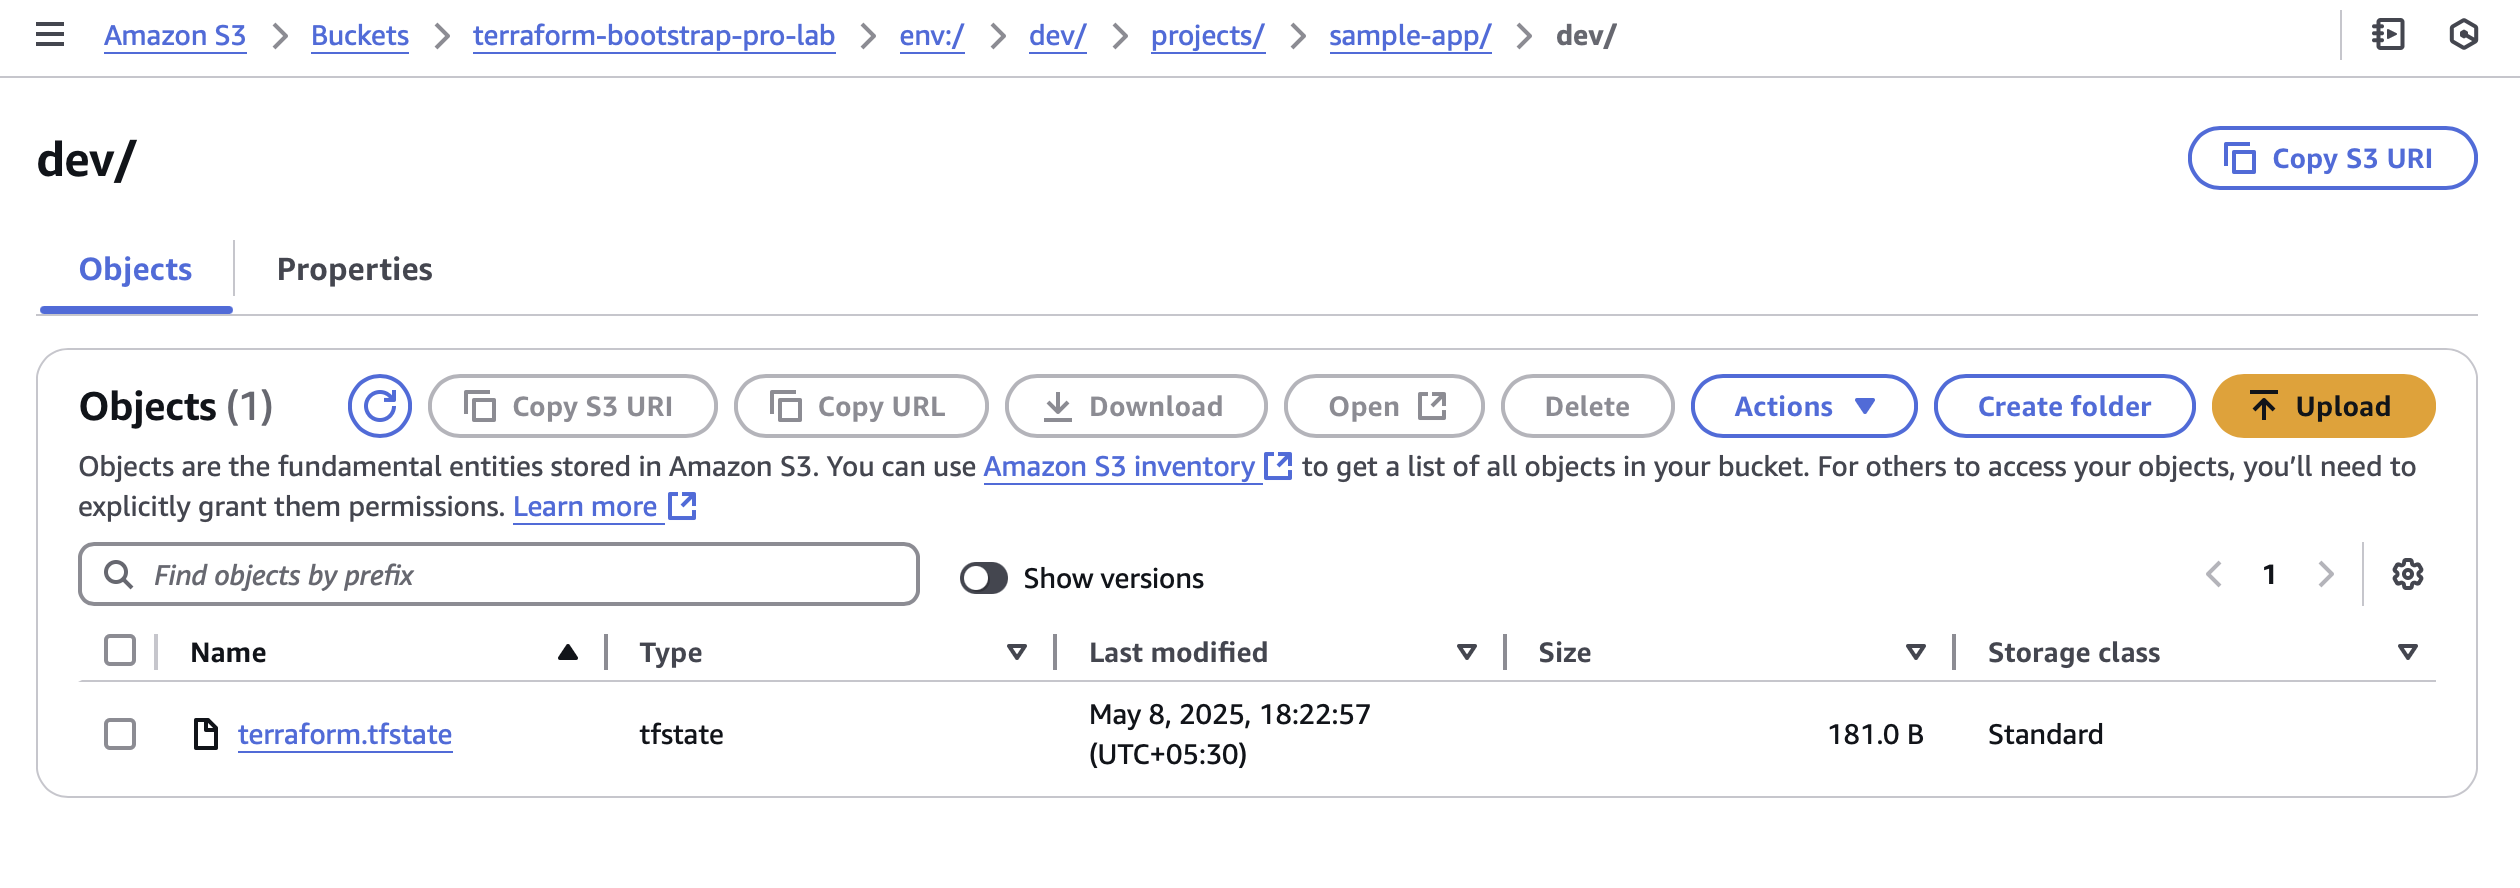 Amazon S3 > Buckets > terraform-bootstrap-pro-lab > env:/ > dev/ > projects/ > sample-app/ > dev/
dev/
Copy S3 URI
Objects
Properties
Objects (1)
Copy S3 URI
Copy URL
Download
Open
Delete
Actions
Create folder
Upload
Objects are the fundamental entities stored in Amazon S3. You can use Amazon S3 inventory to get a list of all objects in your bucket. For others to access your objects, you’ll need to
explicitly grant them permissions. Learn more
Find objects by prefix
Show versions
1
Name
Type
Last modified
Size
Storage class
terraform.tfstate
tfstate
May 8, 2025, 18:22:57
(UTC+05:30)
181.0 B
Standard